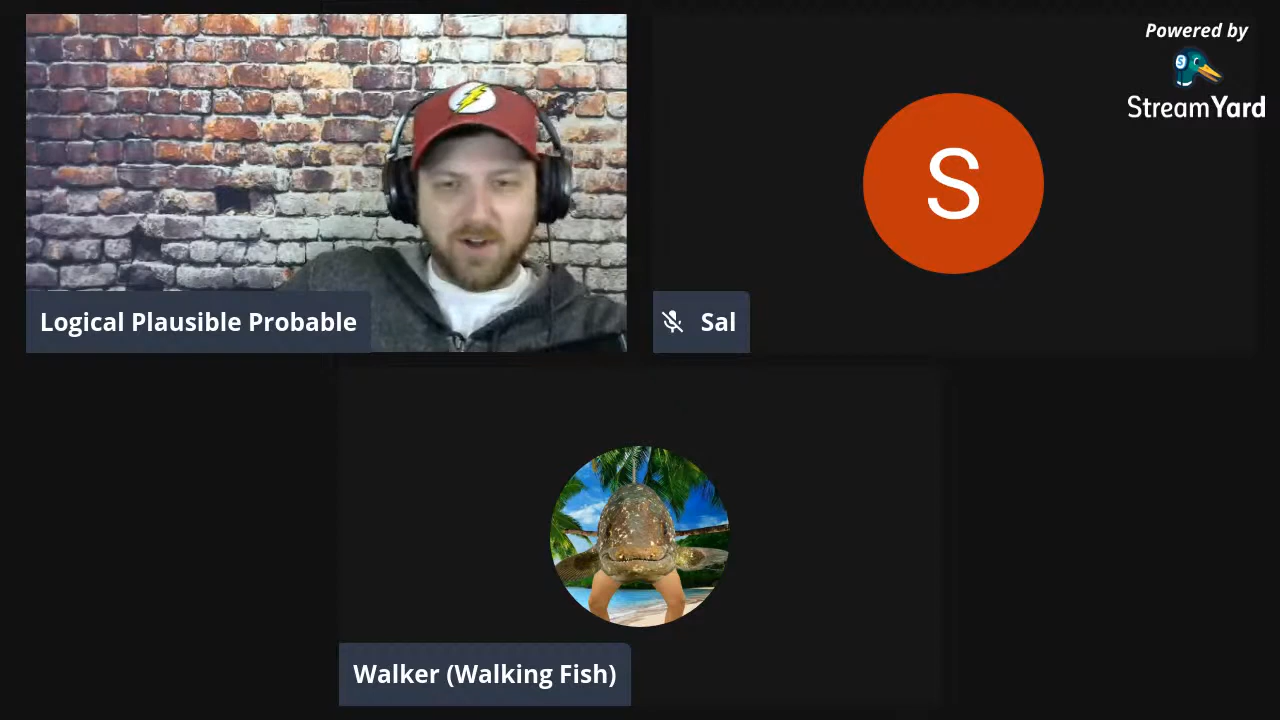 Powered by
StreamYard
S
Logical Plausible Probable
Sal
Walker (Walking Fish)